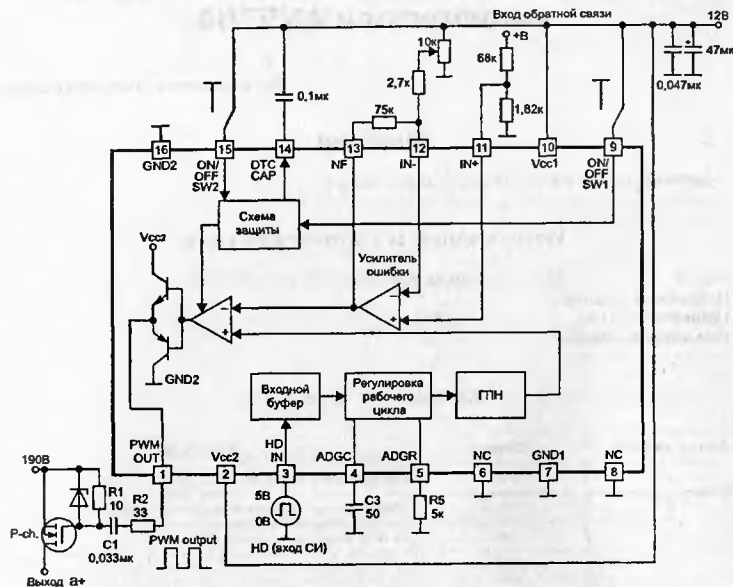 Вход обратной связи
12В
+В
10к
68к
2,7к
0,1мк
75к
1,82к
0,047мк
47мк
16
15
14
13
12
11
10
9
GND2
ON/
OFF
SW2
DTC
CAP
NF
IN-
IN+
Vcc1
ON/
OFF
SW1
Схема
защиты
Vcc2
Усилитель
ошибки
GND2
Входной
буфер
Регулировка
рабочего
цикла
ГПН
PWM
OUT
Vcc2
HD
IN
ADGC
ADGR
NC
GND1
NC
1
2
3
4
5
6
7
8
190В
R1
10
R2
33
P-ch.
C1
0,033мк
PWM output
5В
0В
HD (вход СИ)
C3
50
R5
5к
Выход а+